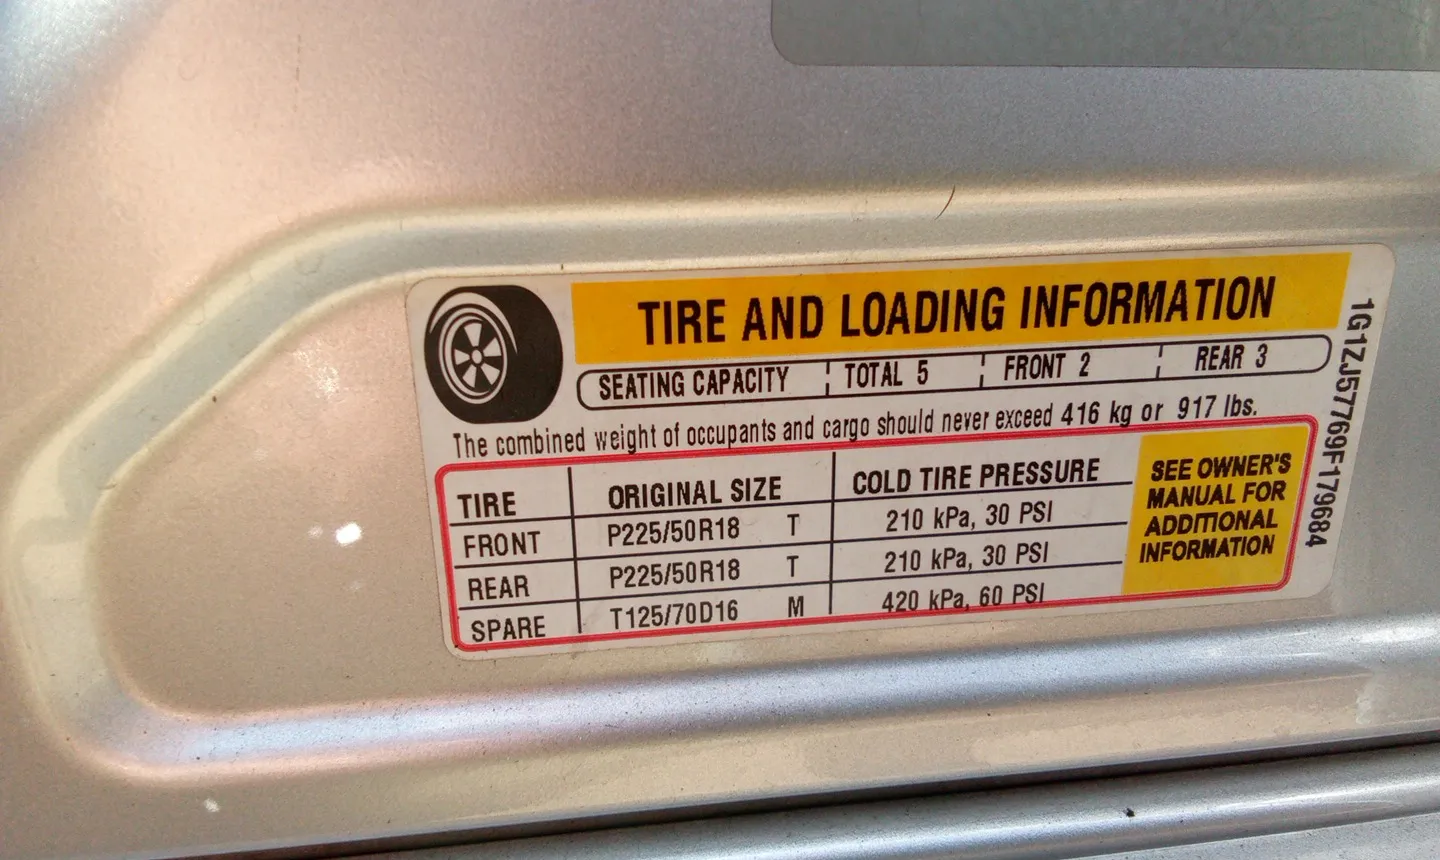 TIRE AND LOADING INFORMATION
SEATING CAPACITY TOTAL 5 FRONT 2 REAR 3
The combined weight of occupants and cargo should never exceed 416 kg or 917 lbs.
TIRE ORIGINAL SIZE COLD TIRE PRESSURE
FRONT P225/50R18 T 210 kPa, 30 PSI
REAR P225/50R18 T 210 kPa, 30 PSI
SPARE T125/70D16 M 420 kPa, 60 PSI
SEE OWNER'S
MANUAL FOR
ADDITIONAL
INFORMATION
1G1ZJ57769F179684